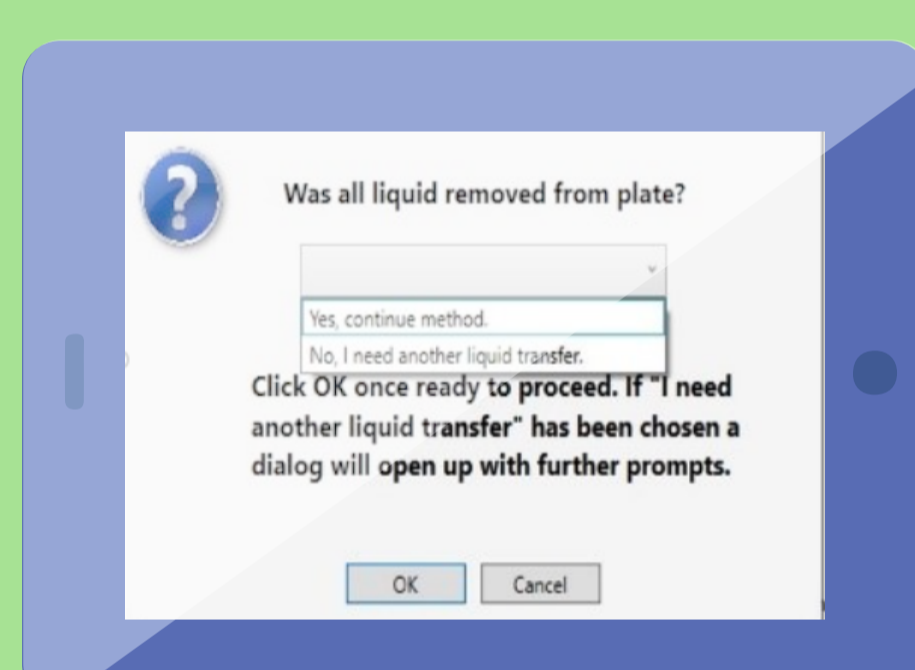 Was all liquid removed from plate?
Yes, continue method.
No, I need another liquid transfer.
Click OK once ready to proceed. If "I need
another liquid transfer" has been chosen a
dialog will open up with further prompts.
OK Cancel